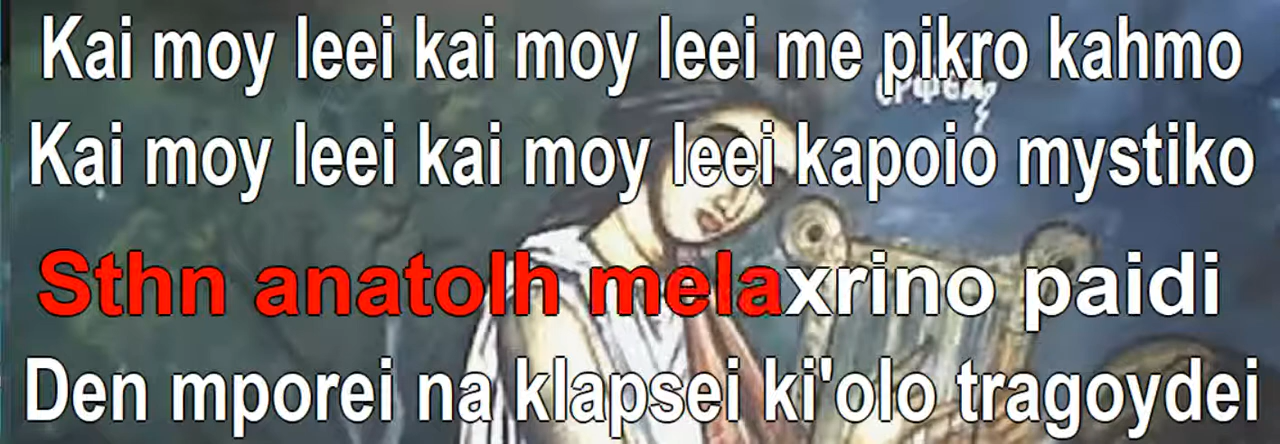 Kai moy leei kai moy leei me pikro kahmo
Kai moy leei kai moy leei kapoio mystiko
Sthn anatolh melaxrino paidi
Den mporei na klapsei ki'olo tragoydei